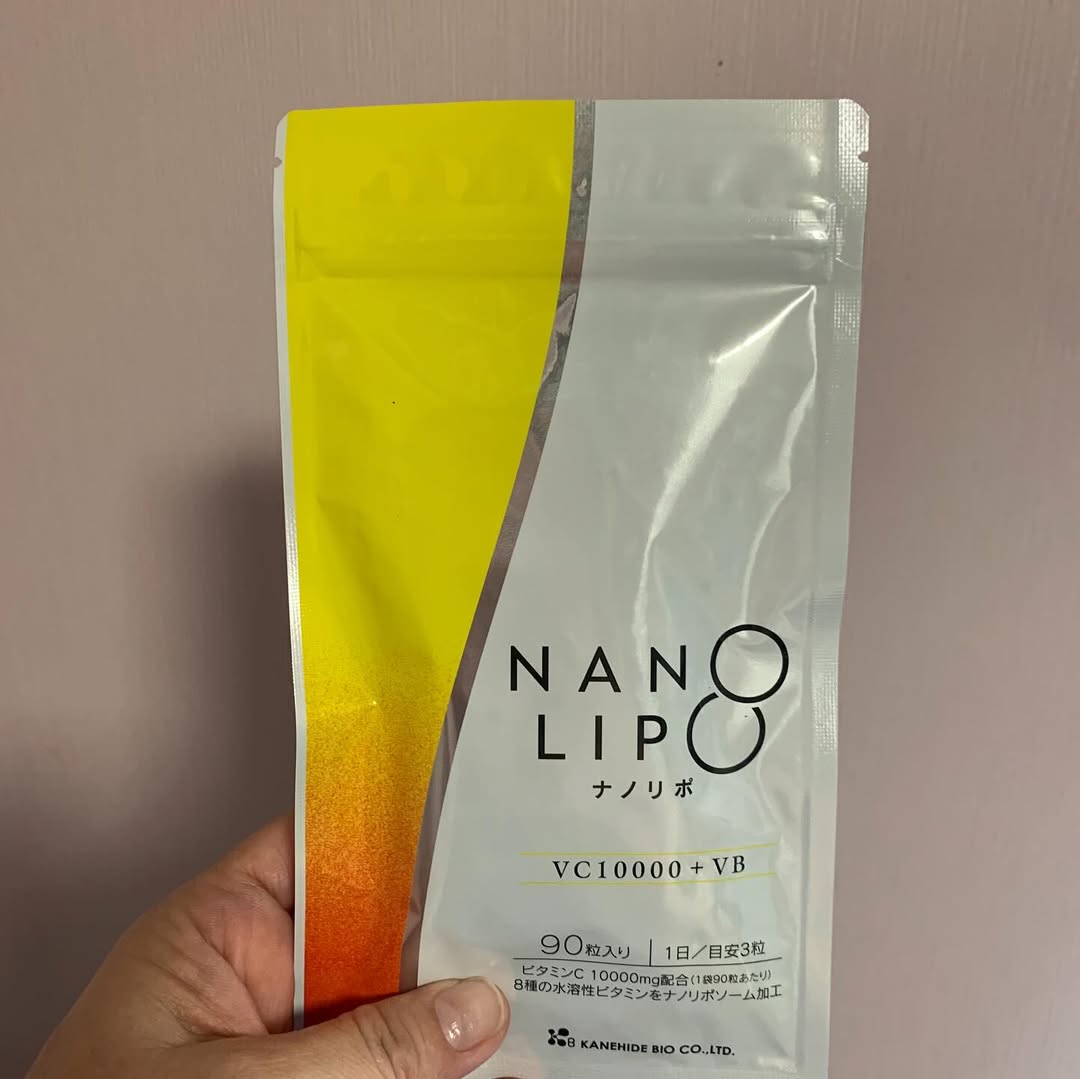 NANO
LIPO
ナノリポ
VC10000+VB
90粒入り | 1日/目安3粒
ビタミンC 10000mg配合(1袋90粒あたり)
8種の水溶性ビタミンをナノリポソーム加工
KB KANEHIDE BIO CO.,LTD.